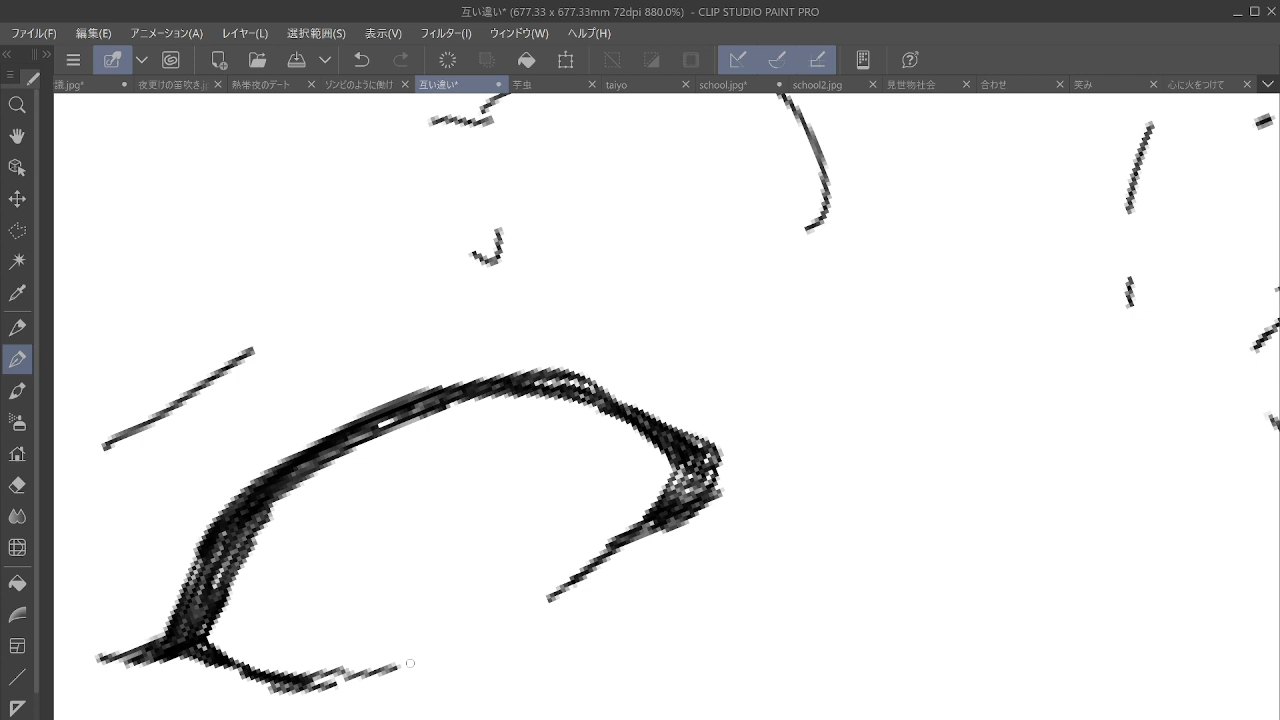 互い違い* (677.33 x 677.33mm 72dpi 880.0%) - CLIP STUDIO PAINT PRO
ファイル(F) 編集(E) アニメーション(A) レイヤー(L) 選択範囲(S) 表示(V) フィルター(I) ウィンドウ(W) ヘルプ(H)
.jpg* 夜更けの笛吹き.j 熱帯夜のデート ゾンビのように働け 互い違い* 芋虫 taiyo school.jpg* school2.jpg 見世物社会 合わせ 笑み 心に火をつけて